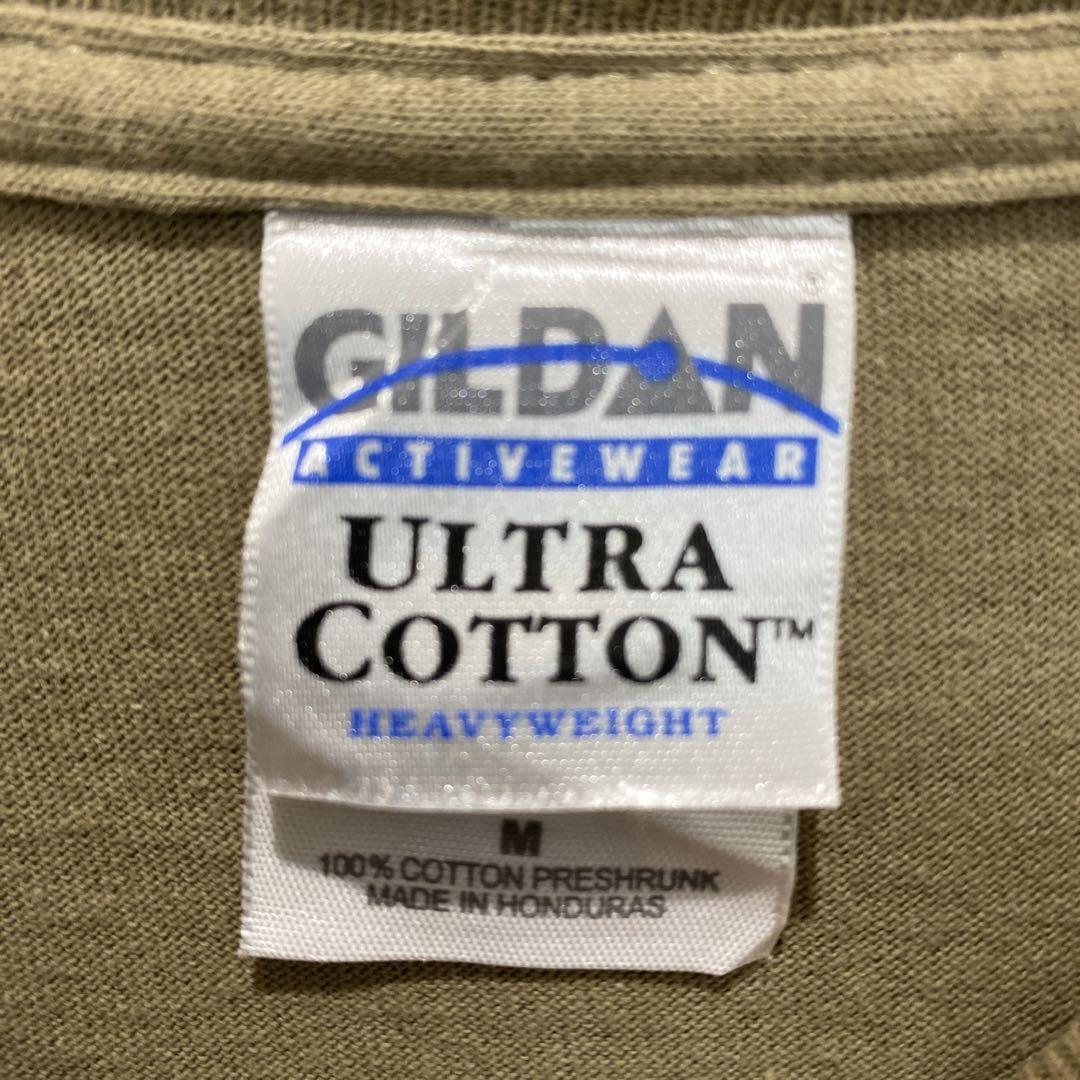 GILDAN
ACTIVEWEAR
ULTRA
COTTON™
HEAVYWEIGHT
M
100% COTTON PRESHRUNK
MADE IN HONDURAS